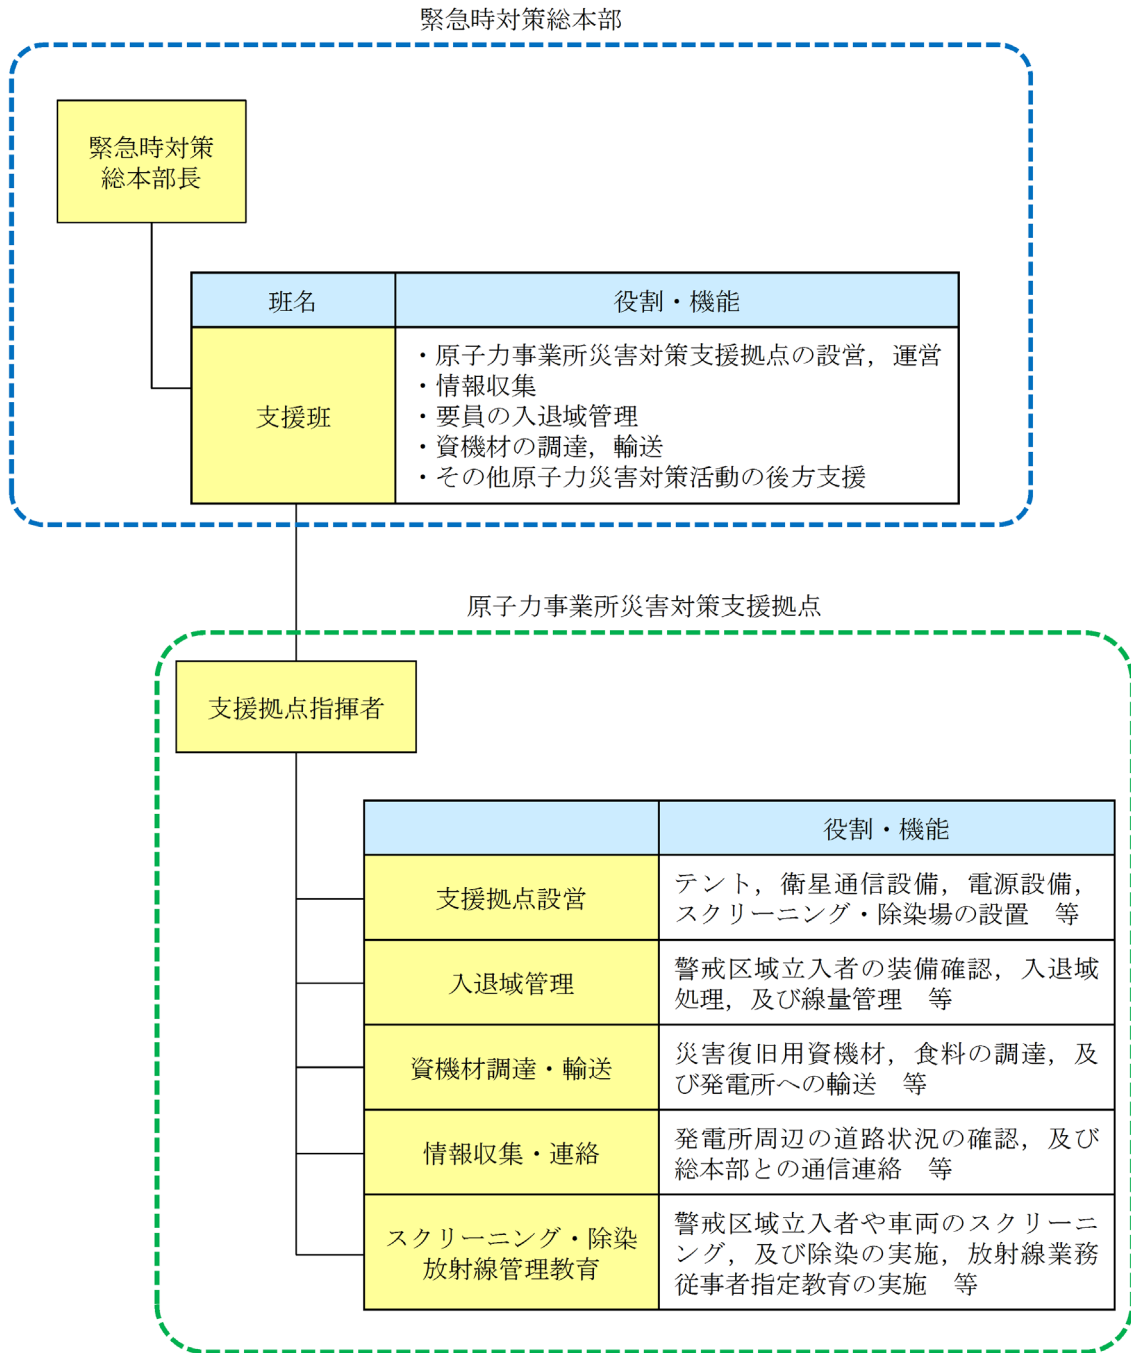 緊急時対策総本部
緊急時対策
総本部長
班名
役割・機能
支援班
・原子力事業所災害対策支援拠点の設営，運営
・情報収集
・要員の入退域管理
・資機材の調達，輸送
・その他原子力災害対策活動の後方支援
原子力事業所災害対策支援拠点
支援拠点指揮者
役割・機能
支援拠点設営
テント，衛星通信設備，電源設備，
スクリーニング・除染場の設置　等
入退域管理
警戒区域立入者の装備確認，入退域
処理，及び線量管理　等
資機材調達・輸送
災害復旧用資機材，食料の調達，及
び発電所への輸送　等
情報収集・連絡
発電所周辺の道路状況の確認，及び
総本部との通信連絡　等
スクリーニング・除染
放射線管理教育
警戒区域立入者や車両のスクリーニ
ング，及び除染の実施，放射線業務
従事者指定教育の実施　等